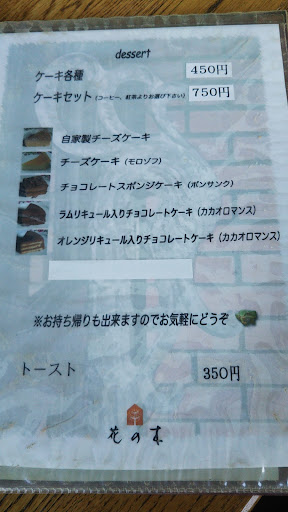 dessert
ケーキ各種 450円
ケーキセット (コーヒー、紅茶よりお選び下さい) 750円
自家製チーズケーキ
チーズケーキ (モロゾフ)
チョコレートスポンジケーキ (ボンサンク)
ラムリキュール入りチョコレートケーキ (カカオロマンス)
オレンジリキュール入りチョコレートケーキ (カカオロマンス)
※お持ち帰りも出来ますのでお気軽にどうぞ
トースト 350円
花の木